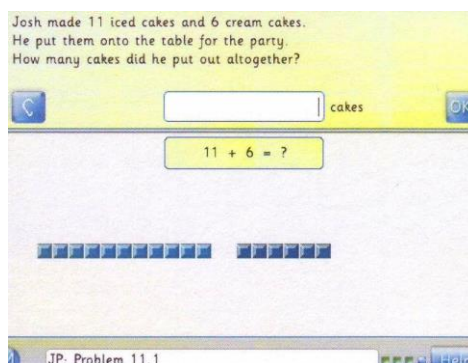 Josh made 11 iced cakes and 6 cream cakes.
He put them onto the table for the party.
How many cakes did he put out altogether?
C cakes OK
11 + 6 = ?
JP: Problem 11.1 Help